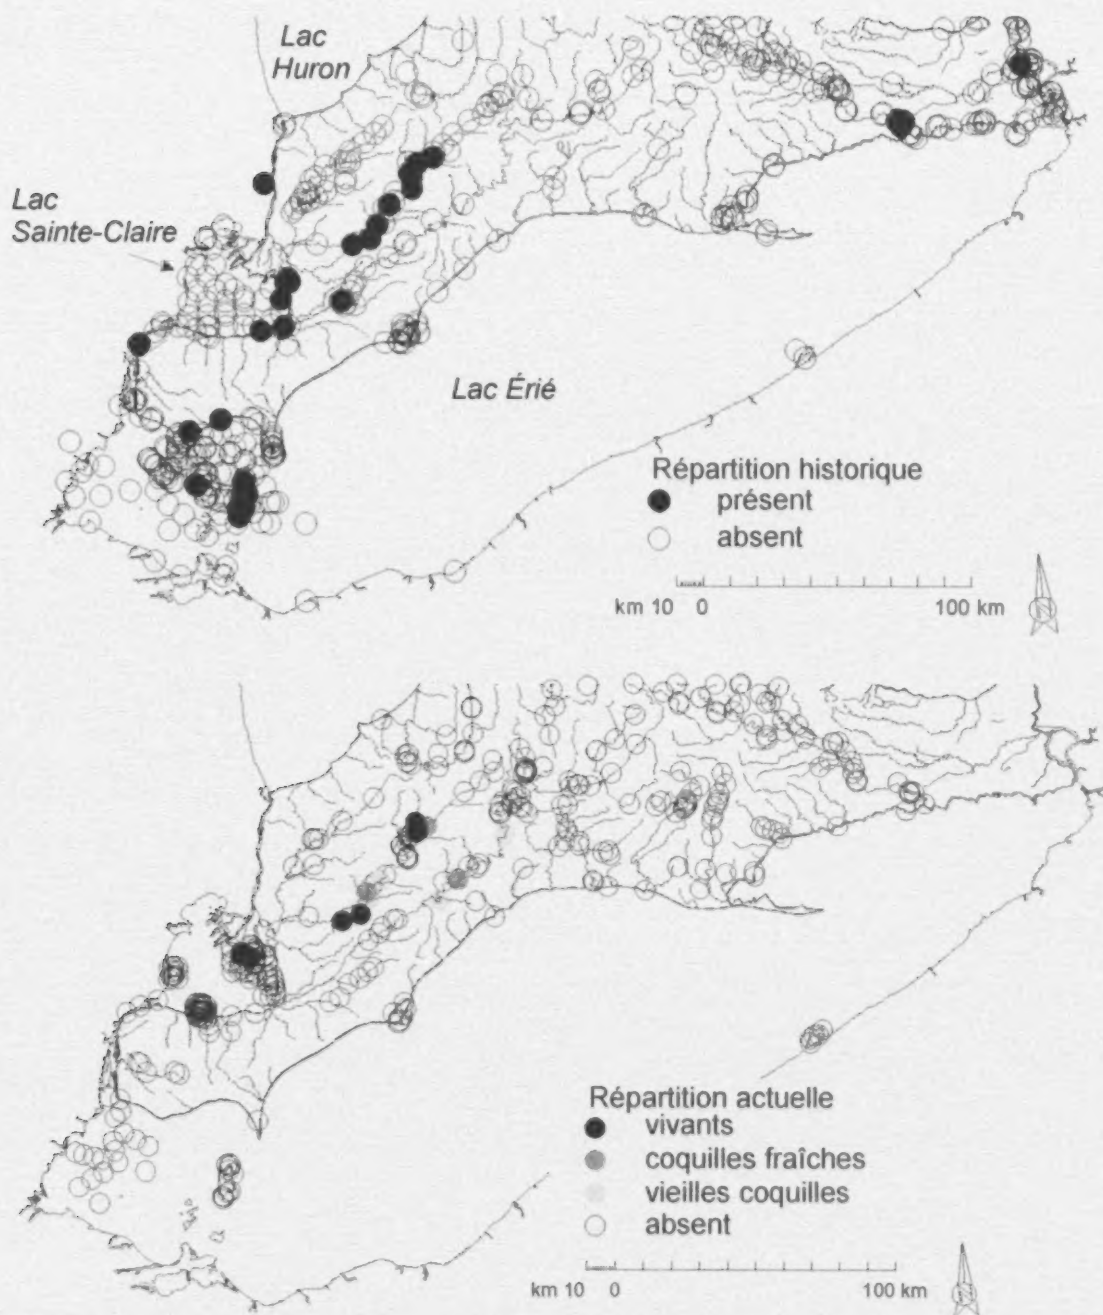 Lac
Huron
Lac
Sainte-Claire
Lac Érié
Répartition historique
présent
absent
km 10 0 100 km
Répartition actuelle
vivants
coquilles fraîches
vieilles coquilles
absent
km 10 0 100 km